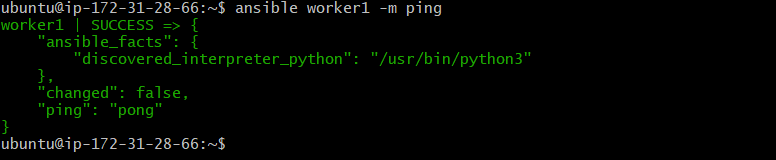 ubuntu@ip-172-31-28-66:~$ ansible worker1 -m ping
worker1 | SUCCESS => {
    "ansible_facts": {
        "discovered_interpreter_python": "/usr/bin/python3"
    },
    "changed": false,
    "ping": "pong"
}
ubuntu@ip-172-31-28-66:~$